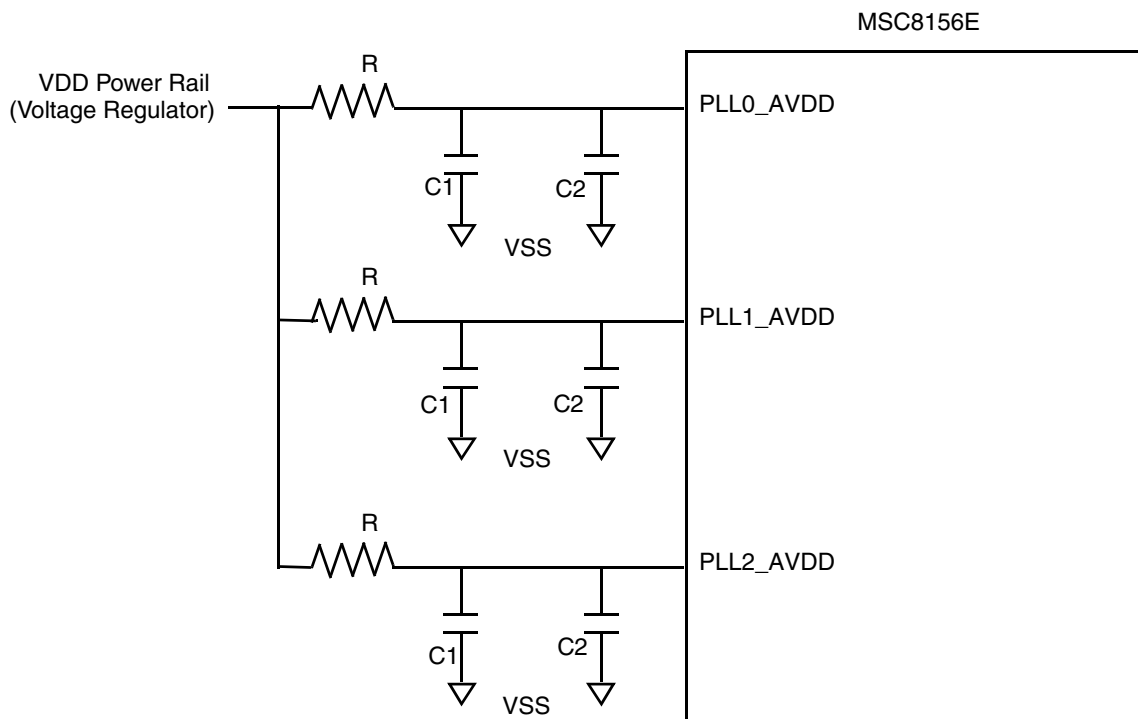 MSC8156E
VDD Power Rail
(Voltage Regulator)
R
PLL0_AVDD
C1
C2
VSS
R
PLL1_AVDD
C1
C2
VSS
R
PLL2_AVDD
C1
C2
VSS